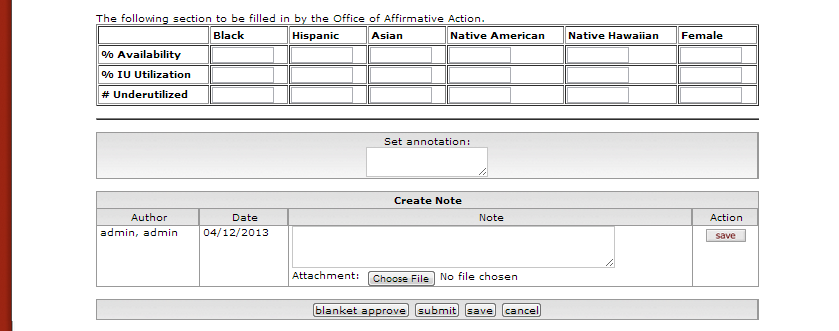 The following section to be filled in by the Office of Affirmative Action.
Black Hispanic Asian Native American Native Hawaiian Female
% Availability
% IU Utilization
# Underutilized
Set annotation:
Create Note
Author Date Note Action
admin, admin 04/12/2013 save
Attachment: Choose File No file chosen
blanket approve submit save cancel